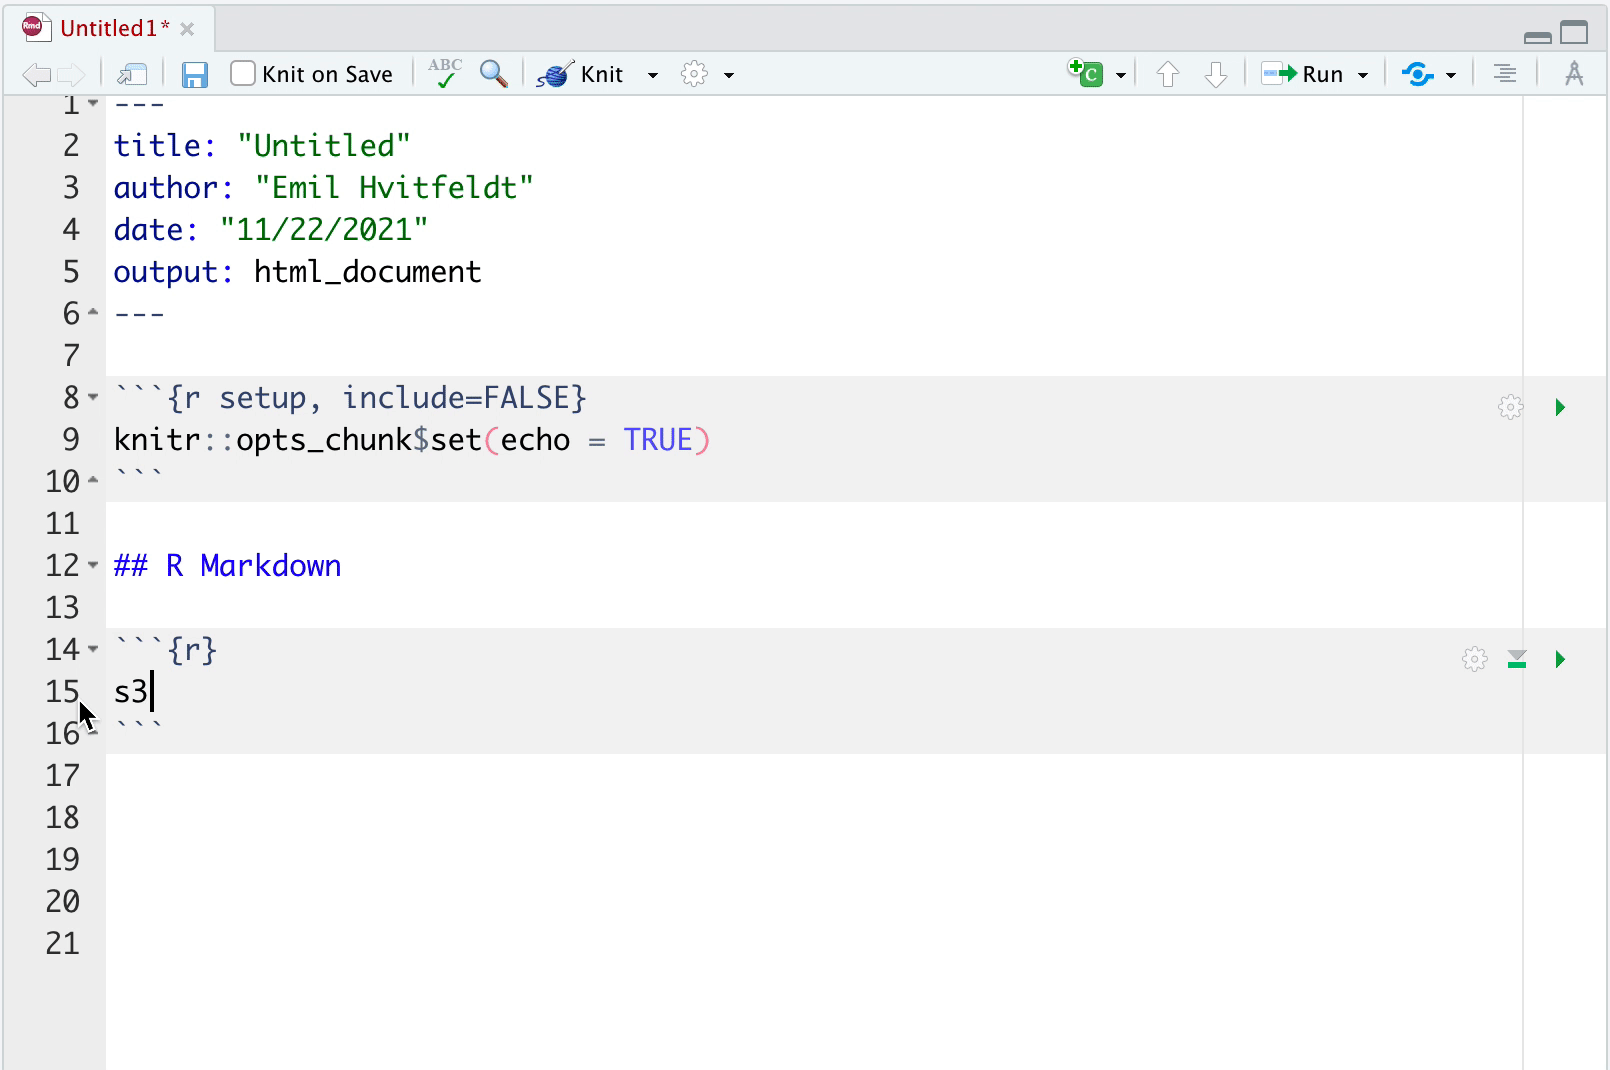 Rmd Untitled1*
Knit on Save ABC Knit C Run
1 ---
2 title: "Untitled"
3 author: "Emil Hvitfeldt"
4 date: "11/22/2021"
5 output: html_document
6 ---
7
8 ```{r setup, include=FALSE}
9 knitr::opts_chunk$set(echo = TRUE)
10 ```
11
12 ## R Markdown
13
14 ```{r}
15 s3
16 ```
17
18
19
20
21